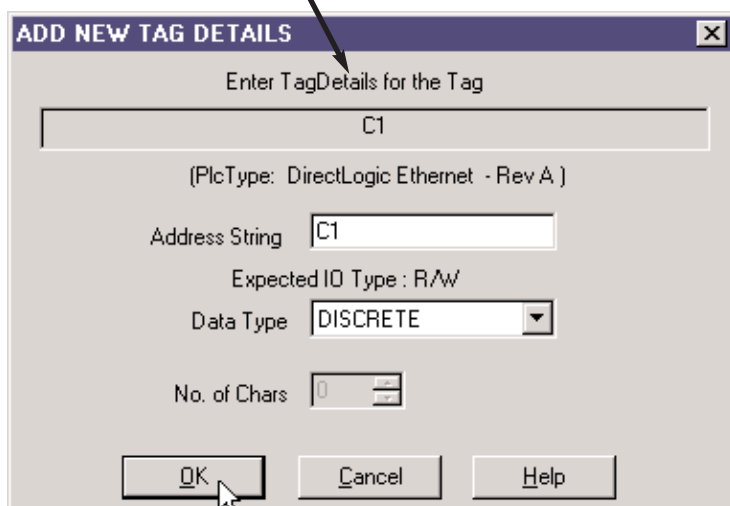 ADD NEW TAG DETAILS
Enter TagDetails for the Tag
C1
(PlcType: DirectLogic Ethernet - Rev A )
Address String C1
Expected IO Type : R/W
Data Type DISCRETE
No. of Chars 0
OK Cancel Help